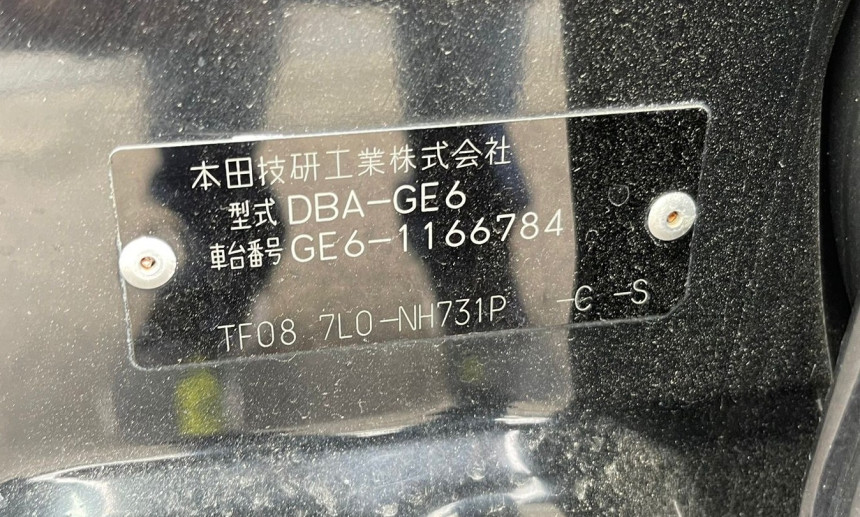 本田技研工業株式会社
型式 DBA-GE6
車台番号 GE6-1166784
TF08 7L0-NH731P -C -S